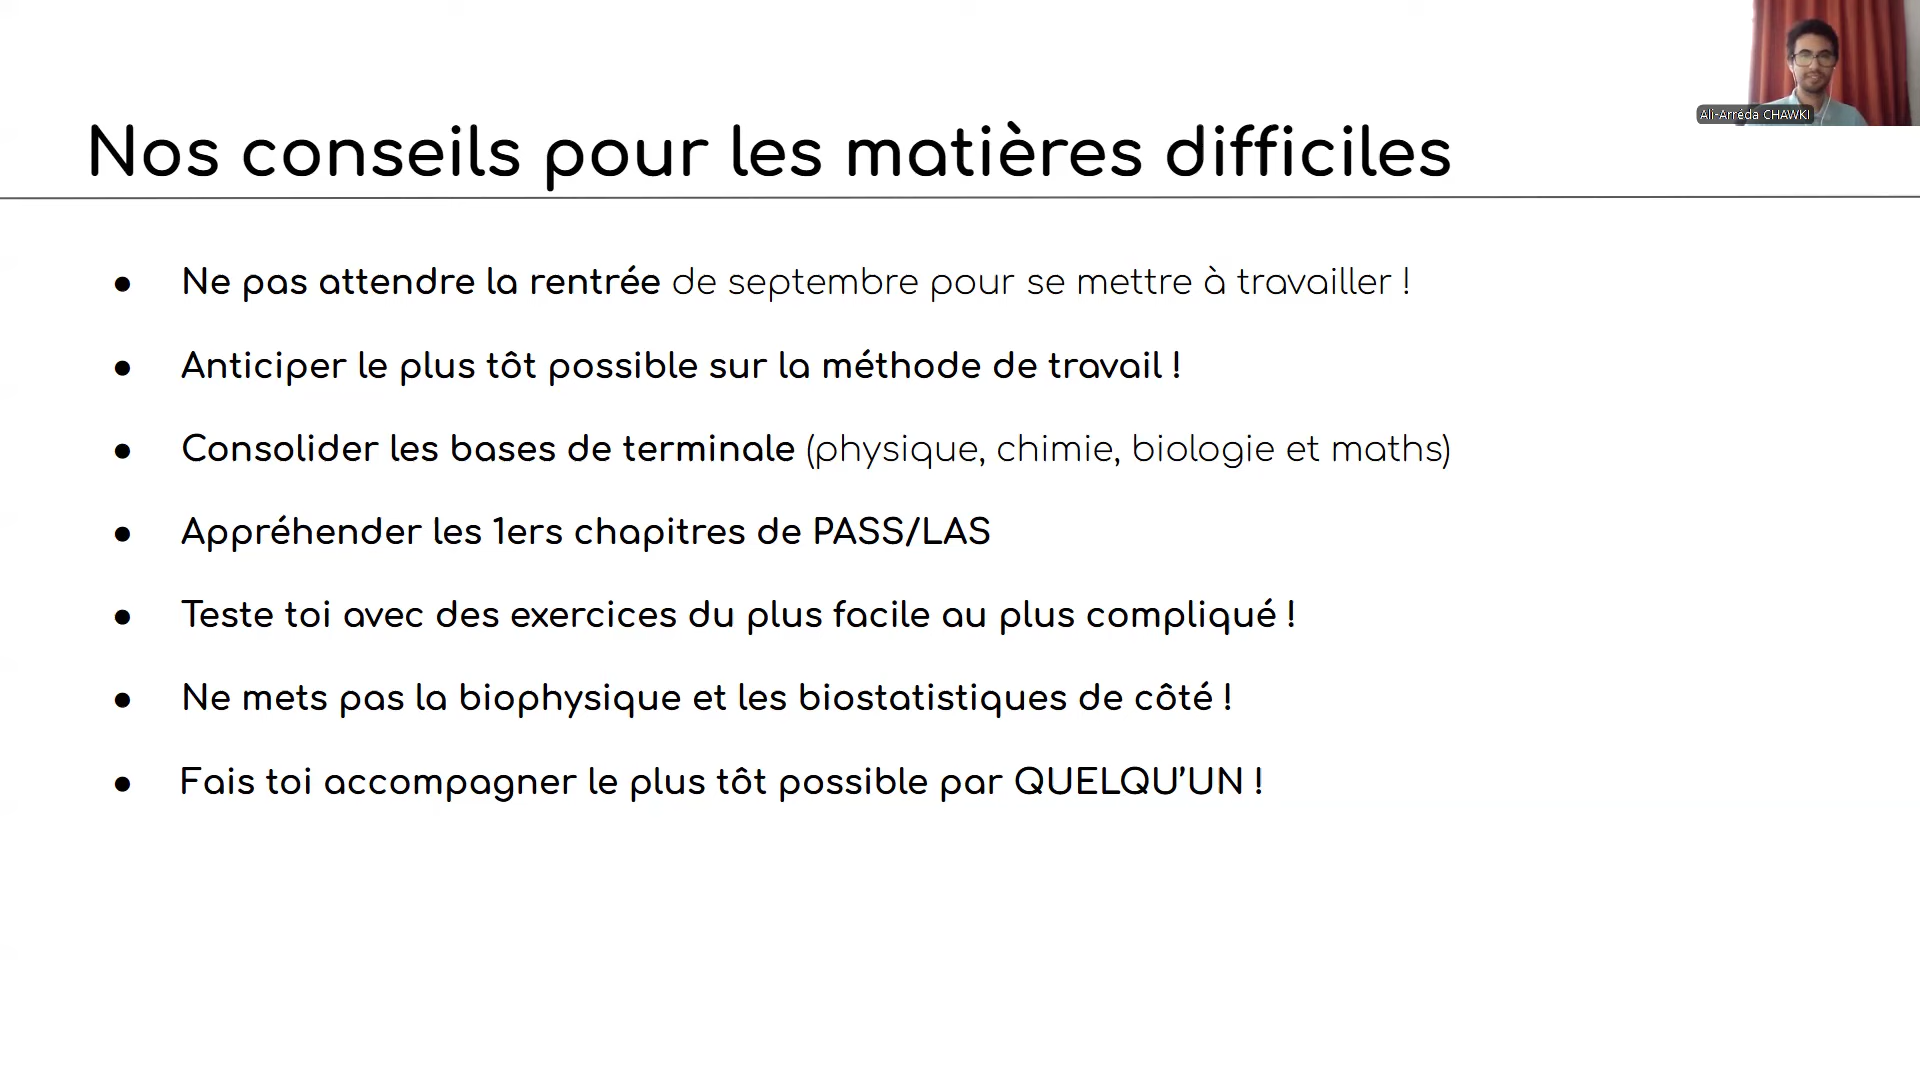 Ali-Arréda CHAWKI
Nos conseils pour les matières difficiles
● Ne pas attendre la rentrée de septembre pour se mettre à travailler !
● Anticiper le plus tôt possible sur la méthode de travail !
● Consolider les bases de terminale (physique, chimie, biologie et maths)
● Appréhender les 1ers chapitres de PASS/LAS
● Teste toi avec des exercices du plus facile au plus compliqué !
● Ne mets pas la biophysique et les biostatistiques de côté !
● Fais toi accompagner le plus tôt possible par QUELQU’UN !